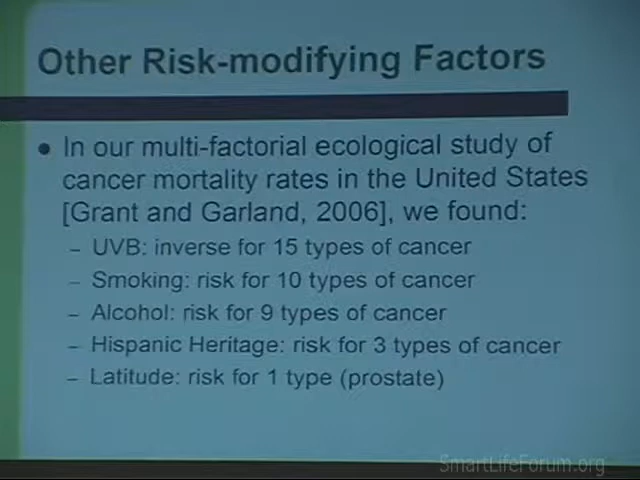 Other Risk-modifying Factors
• In our multi-factorial ecological study of
cancer mortality rates in the United States
[Grant and Garland, 2006], we found:
– UVB: inverse for 15 types of cancer
– Smoking: risk for 10 types of cancer
– Alcohol: risk for 9 types of cancer
– Hispanic Heritage: risk for 3 types of cancer
– Latitude: risk for 1 type (prostate)
SmartLifeForum.org